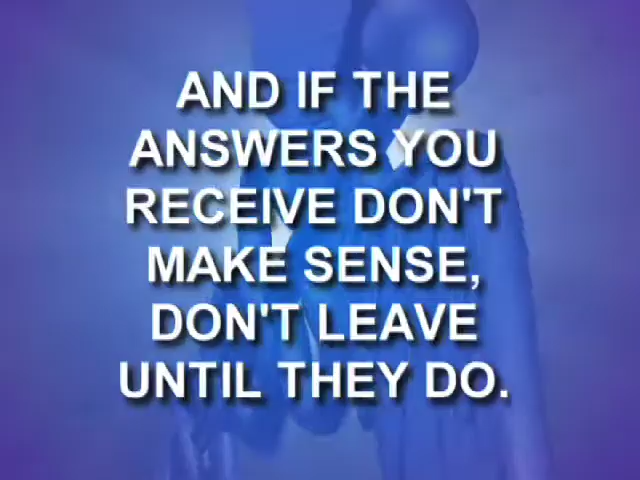 AND IF THE
ANSWERS YOU
RECEIVE DON'T
MAKE SENSE,
DON'T LEAVE
UNTIL THEY DO.